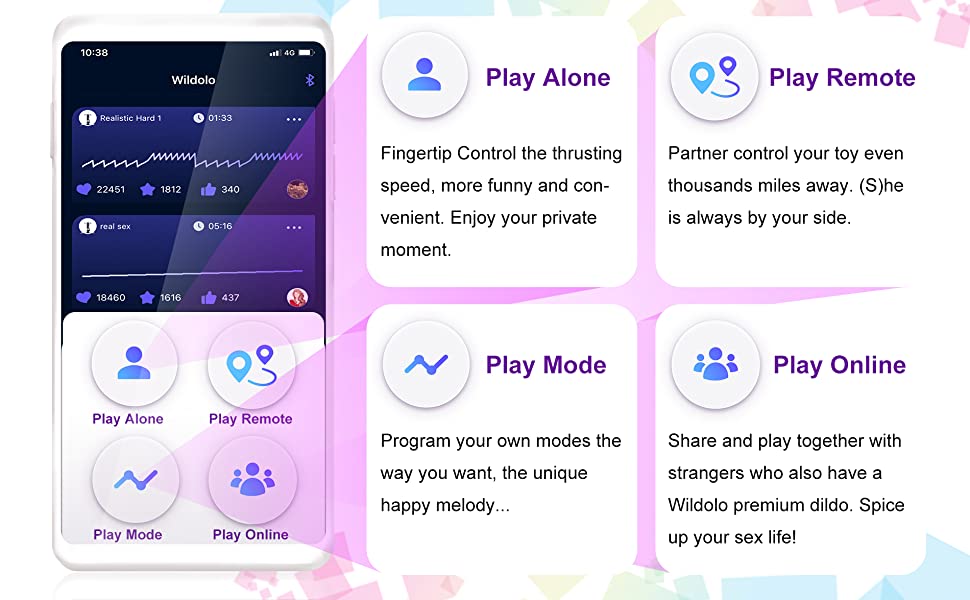 10:38
4G
Wildolo
Realistic Hard 1
01:33
22451
1812
340
real sex
05:16
18460
1616
437
Play Alone
Play Remote
Play Mode
Play Online
Play Alone
Fingertip Control the thrusting
speed, more funny and con-
venient. Enjoy your private
moment.
Play Remote
Partner control your toy even
thousands miles away. (S)he
is always by your side.
Play Mode
Program your own modes the
way you want, the unique
happy melody...
Play Online
Share and play together with
strangers who also have a
Wildolo premium dildo. Spice
up your sex life!